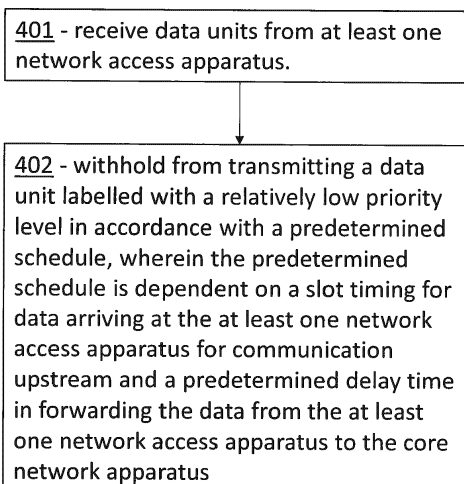 401 - receive data units from at least one
network access apparatus.
402 - withhold from transmitting a data
unit labelled with a relatively low priority
level in accordance with a predetermined
schedule, wherein the predetermined
schedule is dependent on a slot timing for
data arriving at the at least one network
access apparatus for communication
upstream and a predetermined delay time
in forwarding the data from the at least
one network access apparatus to the core
network apparatus